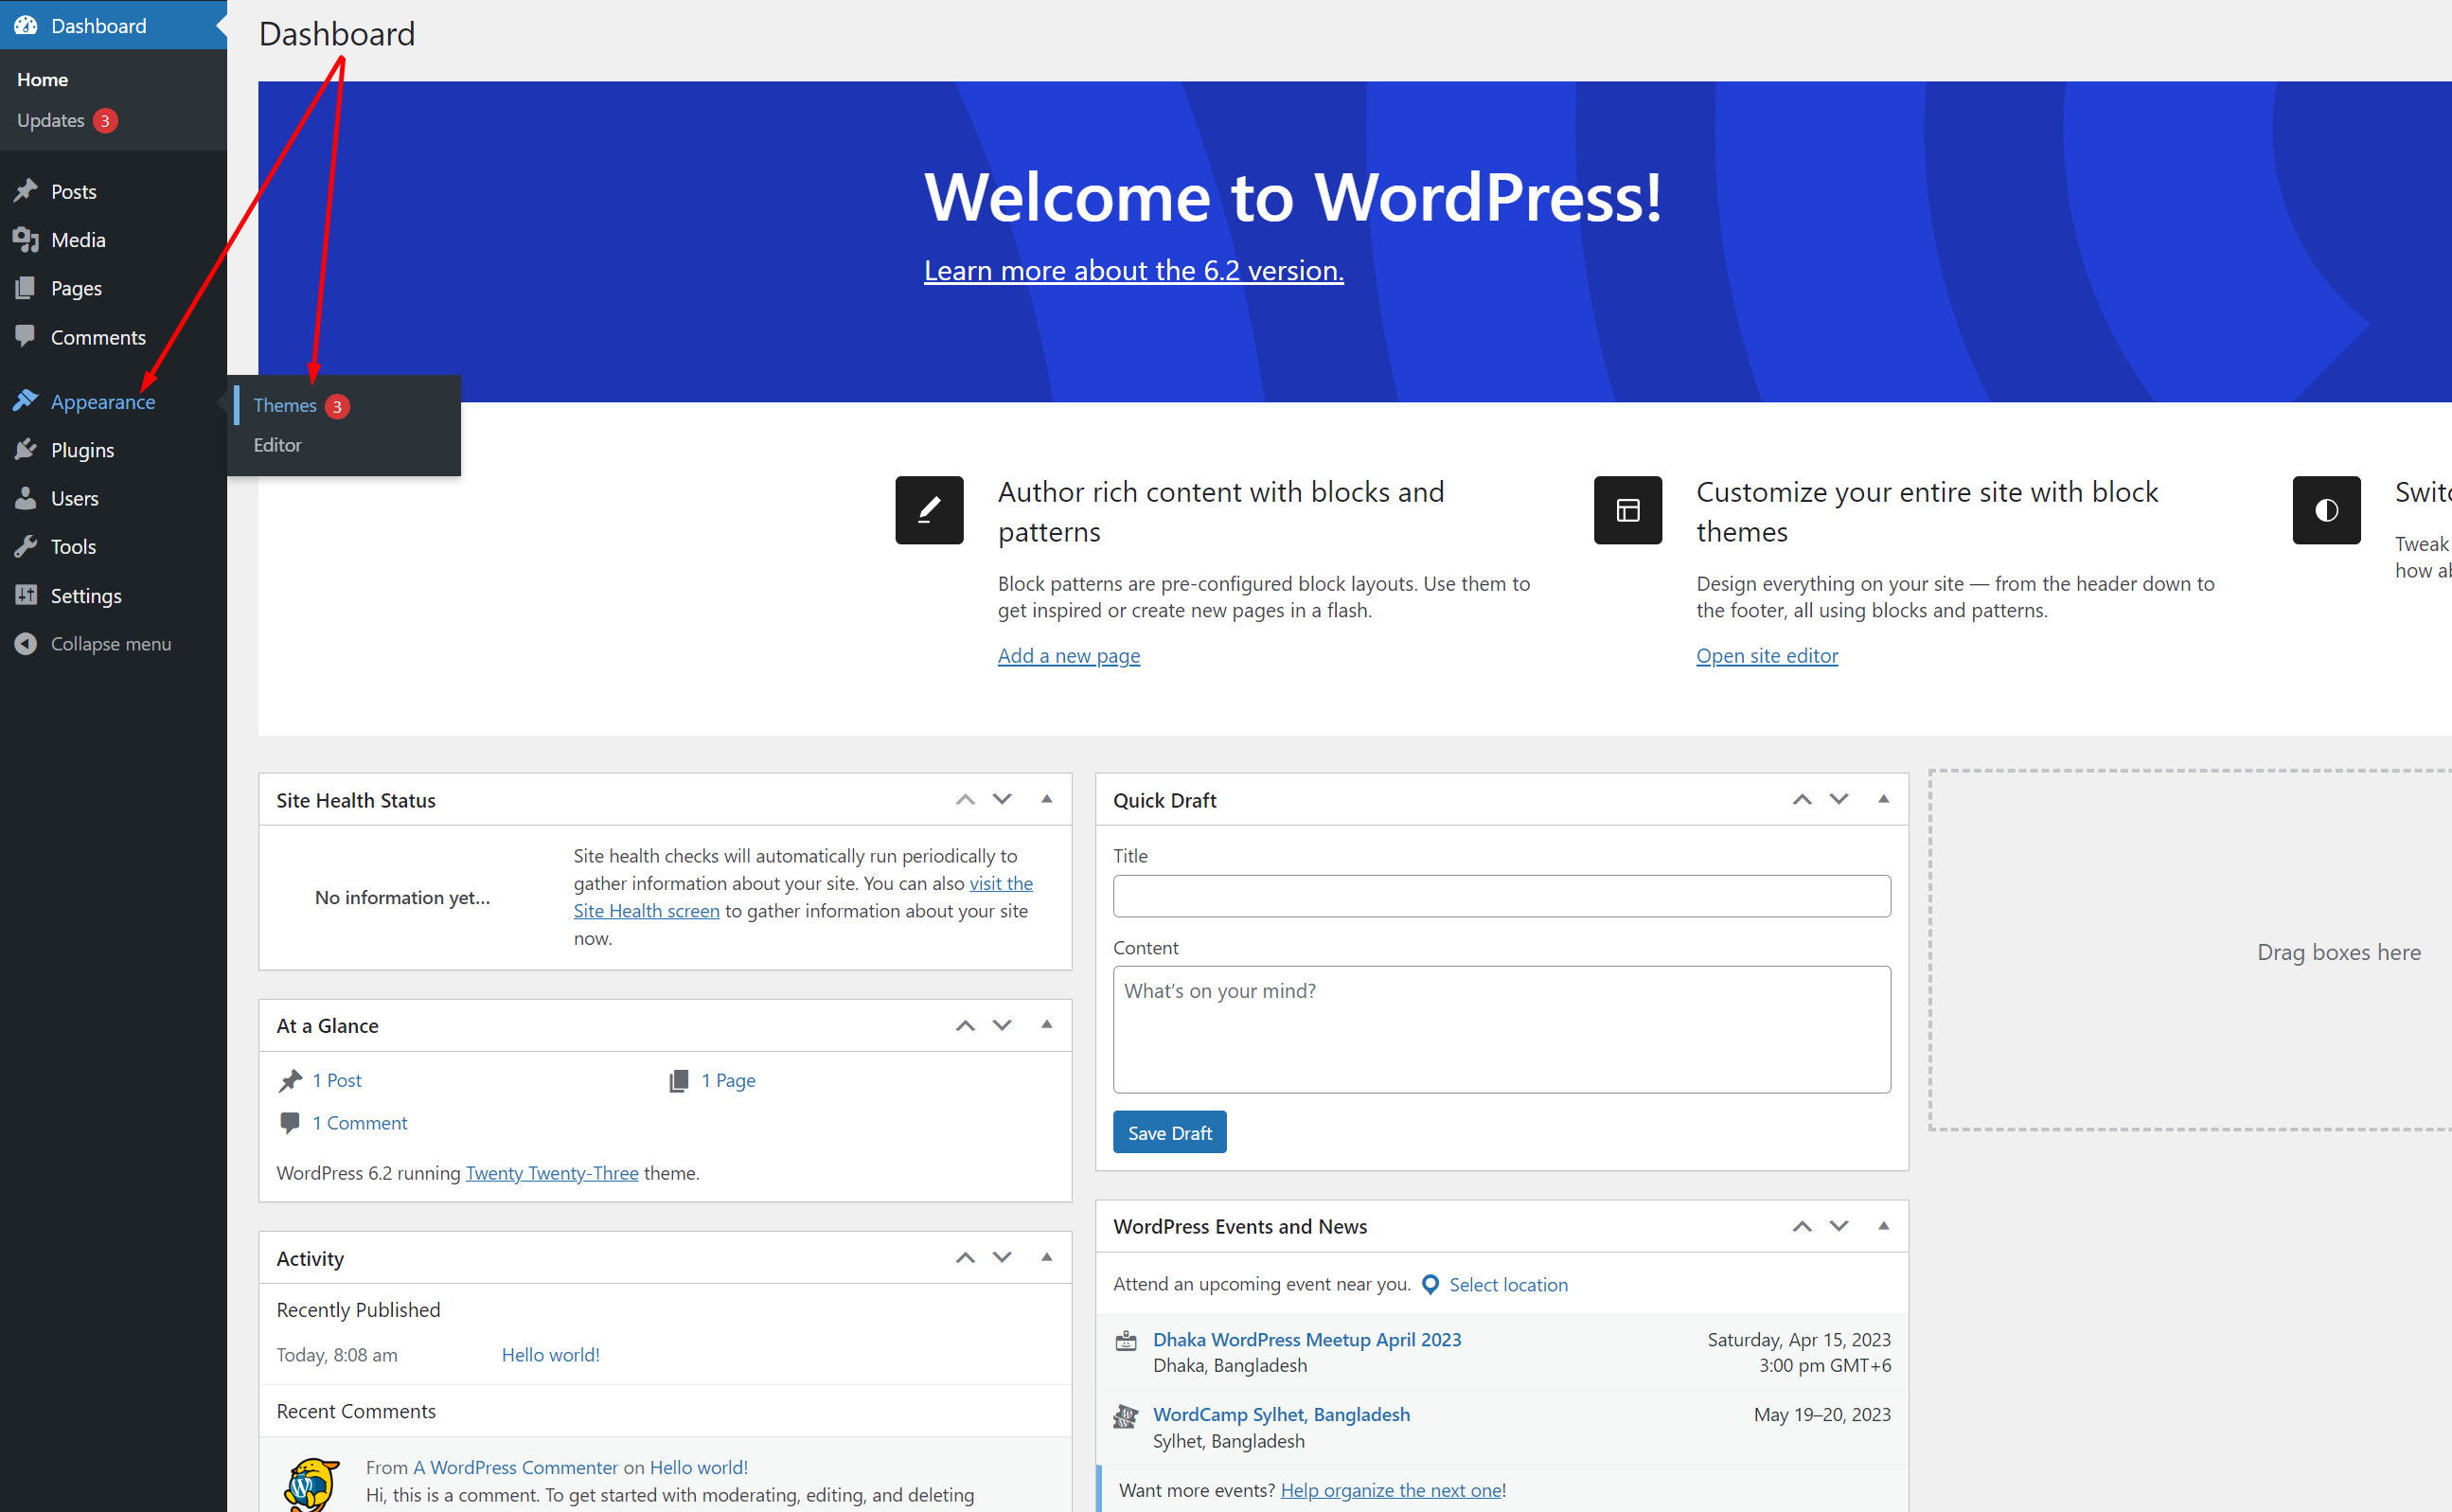 Dashboard
Home
Updates 3
Posts
Media
Pages
Comments
Appearance
Themes 3
Editor
Plugins
Users
Tools
Settings
Collapse menu
Dashboard
Welcome to WordPress!
Learn more about the 6.2 version.
Author rich content with blocks and
patterns
Block patterns are pre-configured block layouts. Use them to
get inspired or create new pages in a flash.
Add a new page
Customize your entire site with block
themes
Design everything on your site — from the header down to
the footer, all using blocks and patterns.
Open site editor
Tweak
how
Site Health Status
No information yet...
Site health checks will automatically run periodically to
gather information about your site. You can also visit the
Site Health screen to gather information about your site
now.
At a Glance
1 Post
1 Page
1 Comment
WordPress 6.2 running Twenty Twenty-Three theme.
Activity
Recently Published
Today, 8:08 am Hello world!
Recent Comments
From A WordPress Commenter on Hello world!
Hi, this is a comment. To get started with moderating, editing, and deleting
Quick Draft
Title
Content
What's on your mind?
Save Draft
WordPress Events and News
Attend an upcoming event near you. Select location
Dhaka WordPress Meetup April 2023 Saturday, Apr 15, 2023
Dhaka, Bangladesh 3:00 pm GMT+6
WordCamp Sylhet, Bangladesh May 19–20, 2023
Sylhet, Bangladesh
Want more events? Help organize the next one!
Drag boxes here